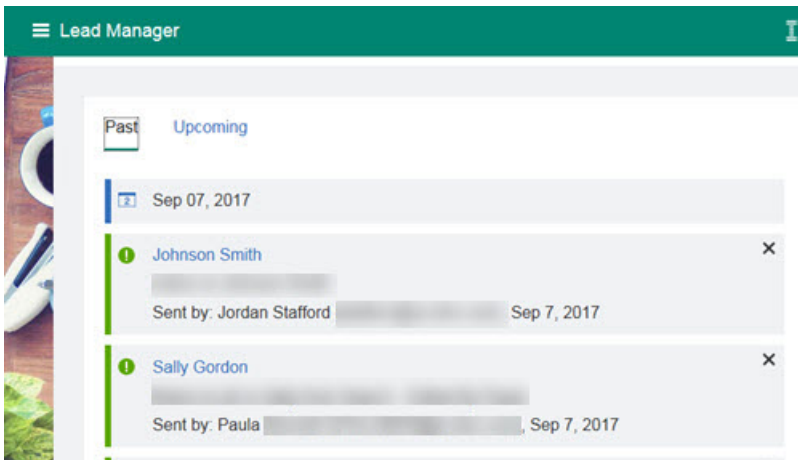 Lead Manager
Past Upcoming
2 Sep 07, 2017
Johnson Smith
Sent by: Jordan Stafford Sep 7, 2017
Sally Gordon
Sent by: Paula , Sep 7, 2017